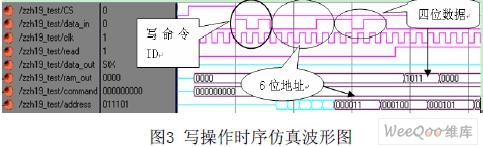 /zzh19_test/CS 0
/zzh19_test/data_in 0
/zzh19_test/clk 1
/zzh19_test/read 1
/zzh19_test/data_out StX
/zzh19_test/ram_out 0000
/zzh19_test/command 000000000
/zzh19_test/address 011101
写命令
ID
四位数据
6位地址
0000 1011 0000
000000000
000011 000100 000101
图3 写操作时序仿真波形图
WeeQoo维库
weeqoo.com